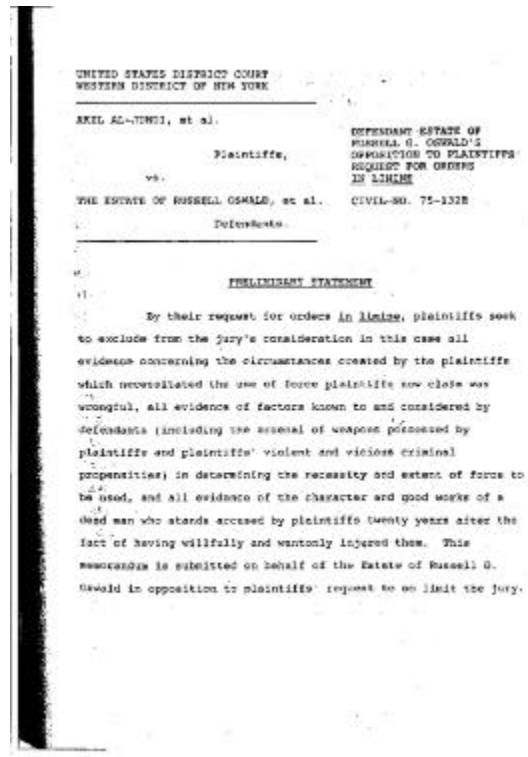 UNITED STATES DISTRICT COURT
WESTERN DISTRICT OF NEW YORK
AKIL AL-JUNDI, et al.
Plaintiffs,
vs.
THE ESTATE OF RUSSELL OSWALD, et al.
Defendants.
DEFENDANT ESTATE OF
RUSSELL G. OSWALD'S
OPPOSITION TO PLAINTIFFS'
REQUEST FOR ORDERS
IN LIMINE
CIVIL-NO. 75-132E
PRELIMINARY STATEMENT
By their request for orders in limine, plaintiffs seek
to exclude from the jury's consideration in this case all
evidence concerning the circumstances created by the plaintiffs
which necessitated the use of force plaintiffs now claim was
wrongful, all evidence of factors known to and considered by
defendants (including the arsenal of weapons possessed by
plaintiffs and plaintiffs' violent and vicious criminal
propensities) in determining the necessity and extent of force to
be used, and all evidence of the character and good works of a
dead man who stands accused by plaintiffs twenty years after the
fact of having willfully and wantonly injured them. This
memorandum is submitted on behalf of the Estate of Russell G.
Oswald in opposition to plaintiffs' request to so limit the jury.